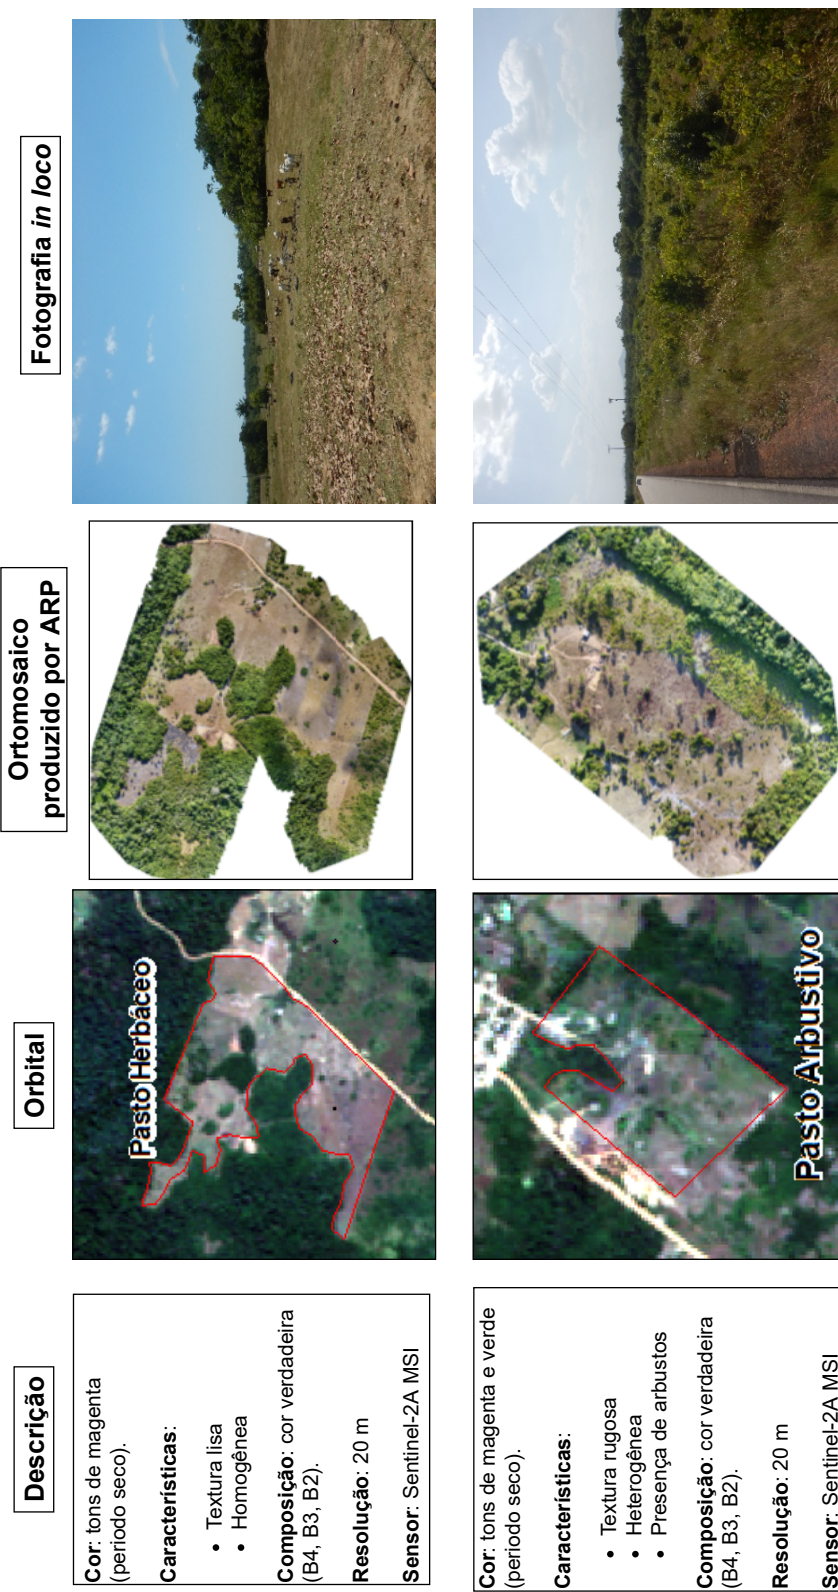 Descrição
Orbital
Ortomosaico
produzido por ARP
Fotografia in loco
Cor: tons de magenta
(periodo seco).
Características:
• Textura lisa
• Homogênea
Composição: cor verdadeira
(B4, B3, B2).
Resolução: 20 m
Sensor: Sentinel-2A MSI
Pasto Herbáceo
Cor: tons de magenta e verde
(periodo seco).
Características:
• Textura rugosa
• Heterogênea
• Presença de arbustos
Composição: cor verdadeira
(B4, B3, B2).
Resolução: 20 m
Sensor: Sentinel-2A MSI
Pasto Arbustivo